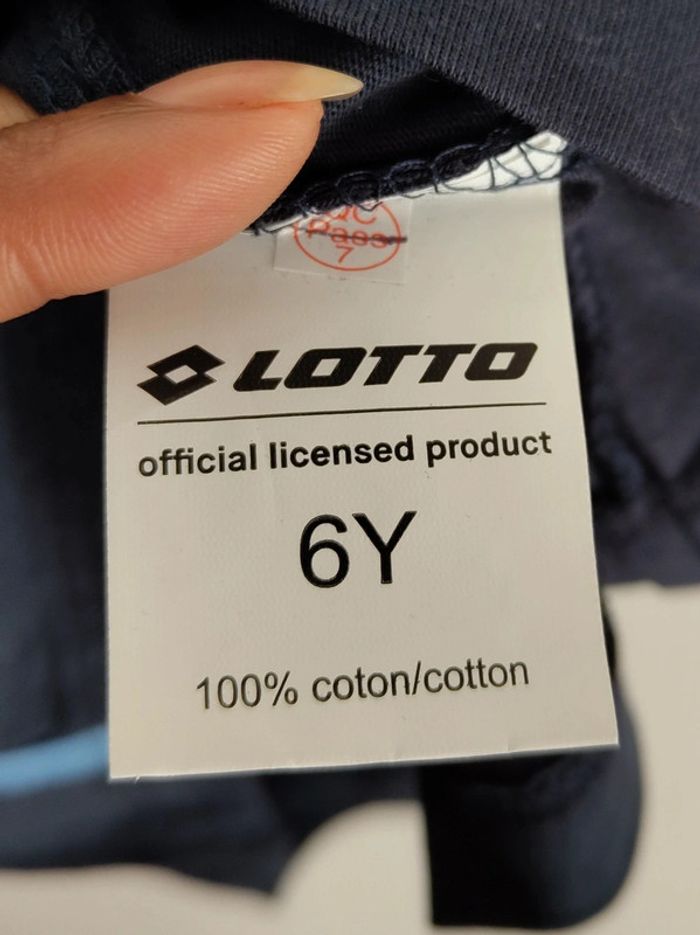 QC
Pass
7
LOTTO
official licensed product
6Y
100% coton/cotton